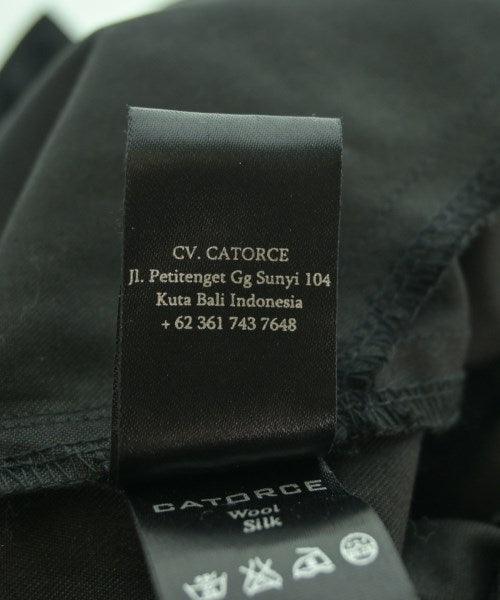 CV. CATORCE
Jl. Petitenget Gg Sunyi 104
Kuta Bali Indonesia
+ 62 361 743 7648
CATORCE
Wool
Silk